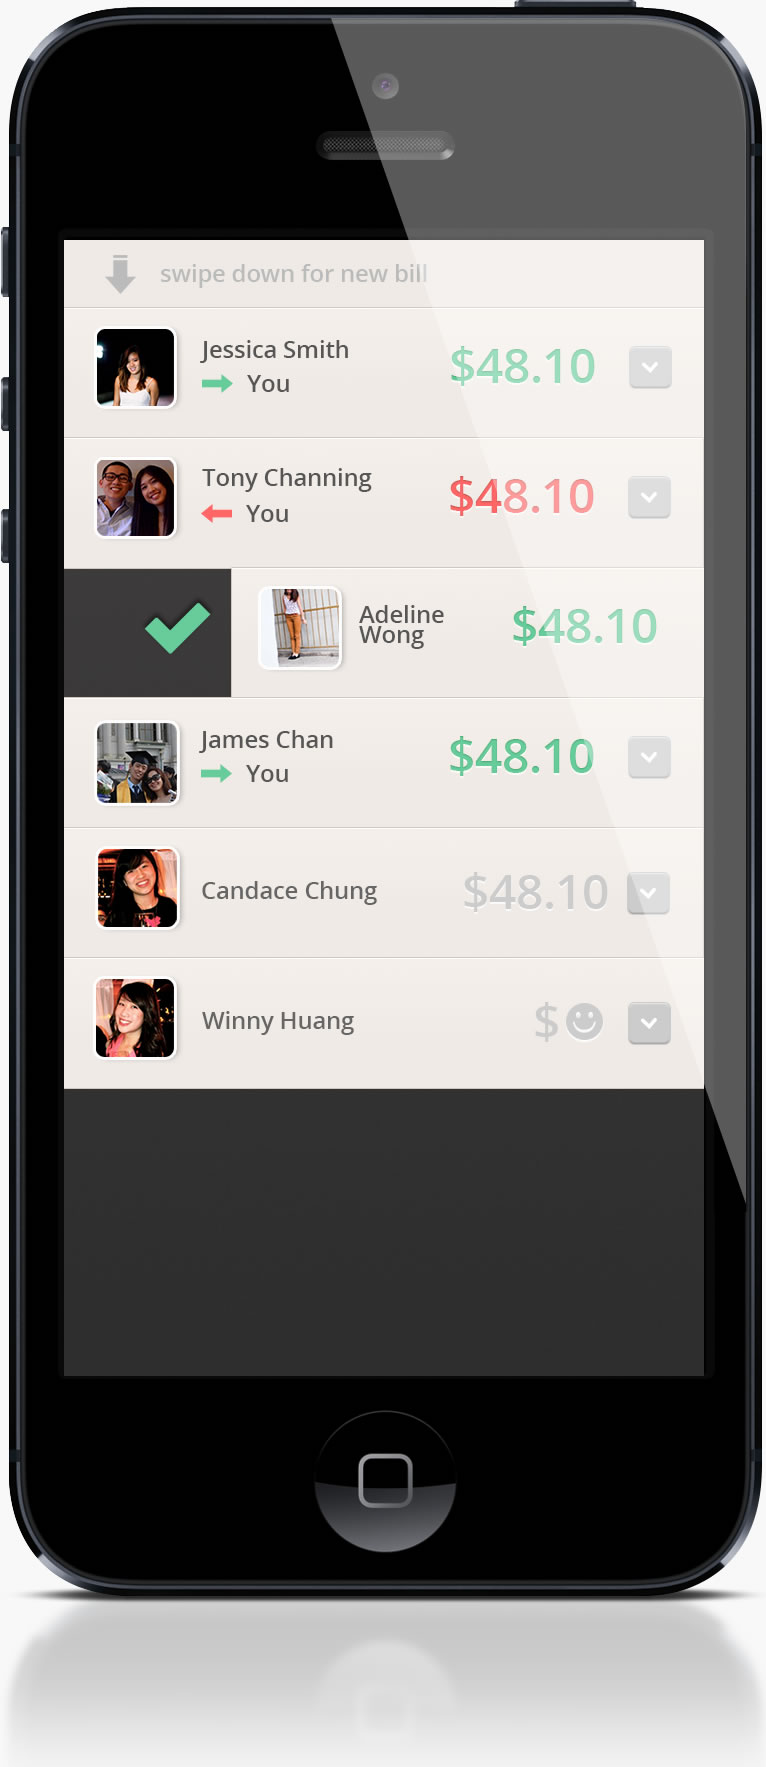 swipe down for new bill
Jessica Smith
You
$48.10
Tony Channing
You
$48.10
Adeline
Wong
$48.10
James Chan
You
$48.10
Candace Chung
$48.10
Winny Huang
$